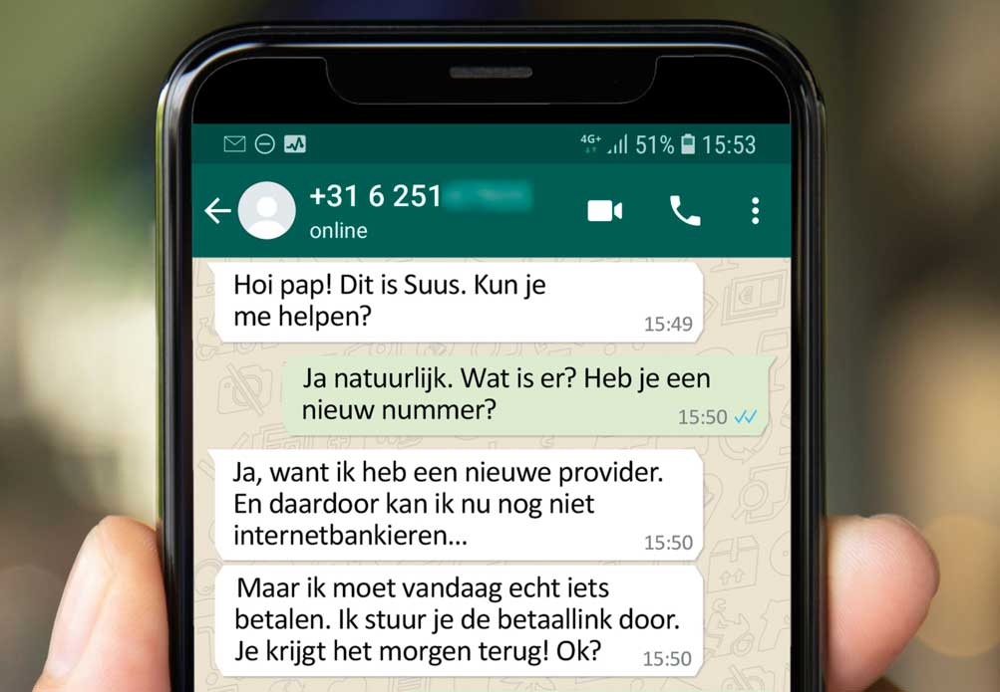 4G+ 51% 15:53
+31 6 251
online
Hoi pap! Dit is Suus. Kun je
me helpen?
15:49
Ja natuurlijk. Wat is er? Heb je een
nieuw nummer?
15:50
Ja, want ik heb een nieuwe provider.
En daardoor kan ik nu nog niet
internetbankieren...
15:50
Maar ik moet vandaag echt iets
betalen. Ik stuur je de betaallink door.
Je krijgt het morgen terug! Ok?
15:50